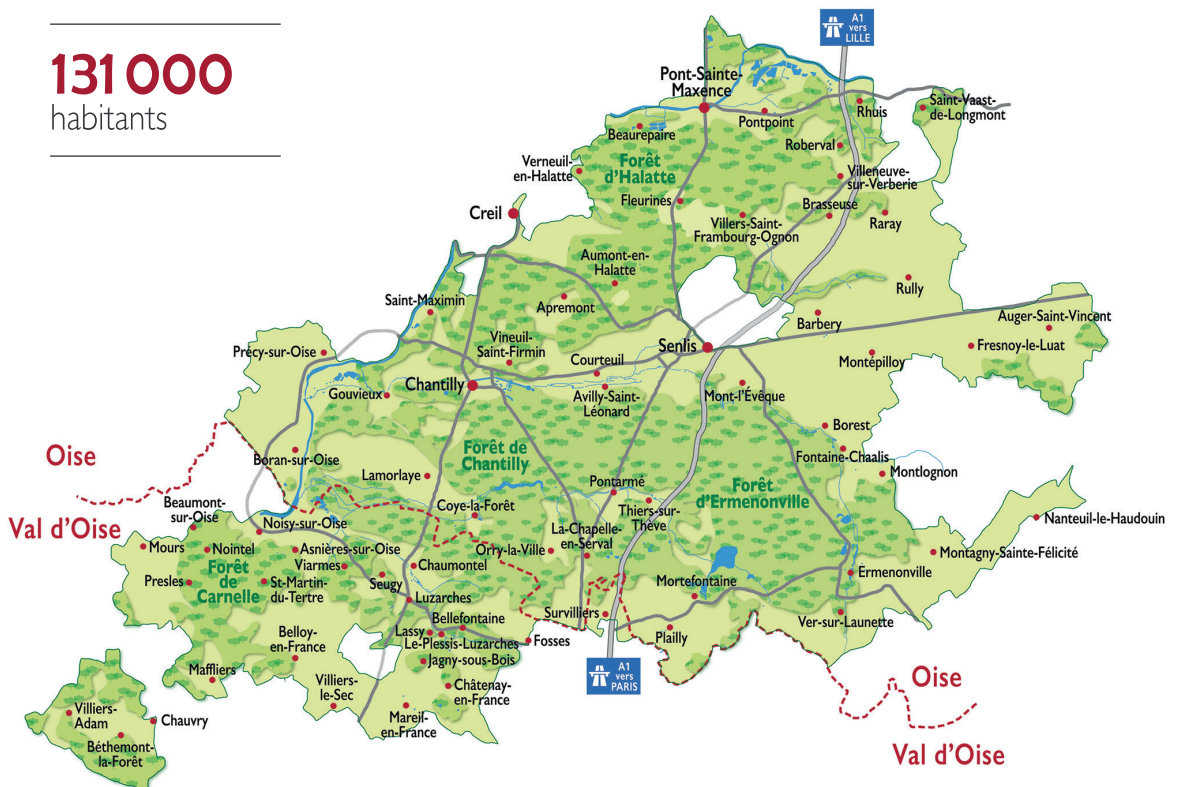 131 000
habitants
A1
vers
LILLE
Pont-Sainte-
Maxence
Pontpoint
Rhuis
Saint-Vaast-
de-Longmont
Beaurepaire
Roberval
Verneuil-
en-Halatte
Forêt
d'Halatte
Villeneuve-
sur-Verberie
Fleurines
Brasseuse
Creil
Villers-Saint-
Frambourg-Ognon
Raray
Aumont-en-
Halatte
Rully
Saint-Maximin
Apremont
Barbery
Auger-Saint-Vincent
Vineuil-
Saint-Firmin
Senlis
Précy-sur-Oise
Courteuil
Montépilloy
Fresnoy-le-Luat
Chantilly
Gouvieux
Avilly-Saint-
Léonard
Mont-l'Évêque
Borest
Oise
Boran-sur-Oise
Forêt de
Chantilly
Fontaine-Chaalis
Lamorlaye
Montlognon
Pontarmé
Forêt
d'Ermenonville
Val d'Oise
Beaumont-
sur-Oise
Coye-la-Forêt
Thiers-sur-
Thève
Noisy-sur-Oise
La-Chapelle-
en-Serval
Nanteuil-le-Haudouin
Mours
Nointel
Asnières-sur-Oise
Orry-la-Ville
Montagny-Sainte-Félicité
Viarmes
Chaumontel
Forêt
de
Carnelle
Presles
St-Martin-
du-Tertre
Seugy
Mortefontaine
Ermenonville
Luzarches
Survilliers
Bellefontaine
Ver-sur-Launette
Lassy
Le-Plessis-Luzarches
Fosses
Plailly
Belloy-
en-France
Jagny-sous-Bois
Maffliers
A1
vers
PARIS
Oise
Villiers-
le-Sec
Châtenay-
en-France
Villiers-
Adam
Chauvry
Mareil-
en-France
Béthemont-
la-Forêt
Val d'Oise